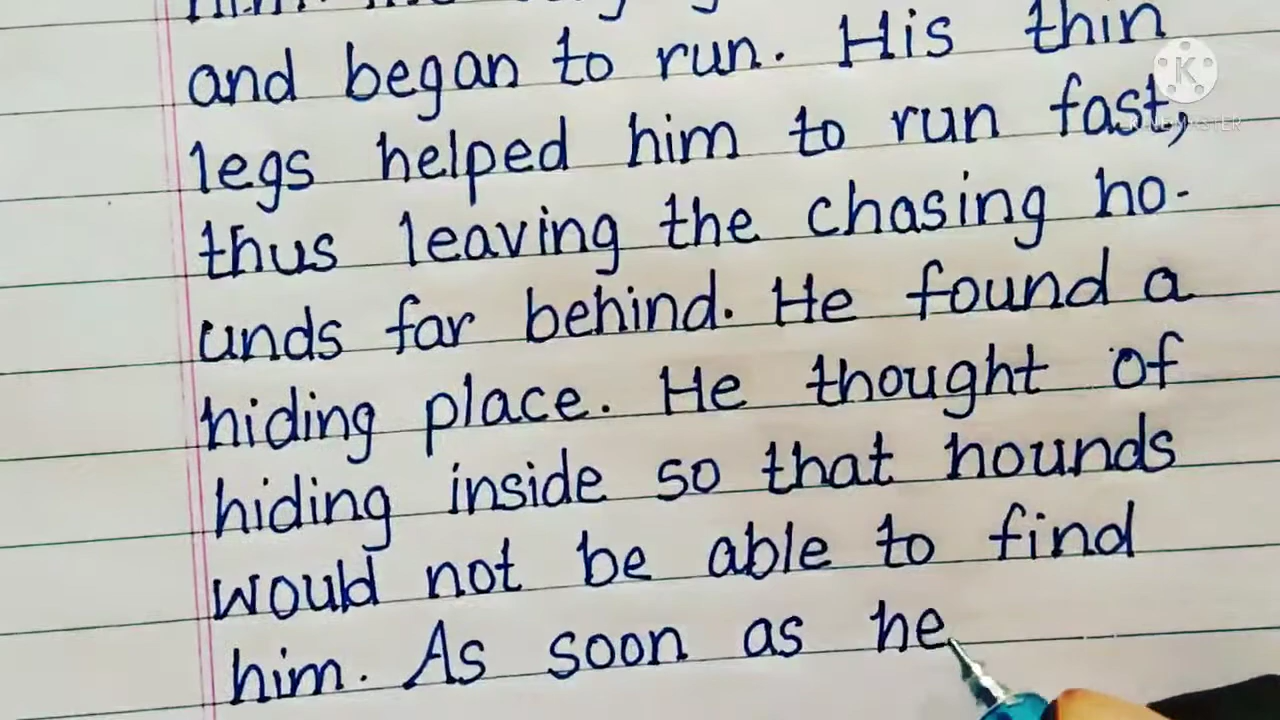 and began to run. His thin
legs helped him to run fast,
thus leaving the chasing ho-
unds far behind. He found a
hiding place. He thought of
hiding inside so that hounds
would not be able to find
him. As soon as he
K
KINEMASTER